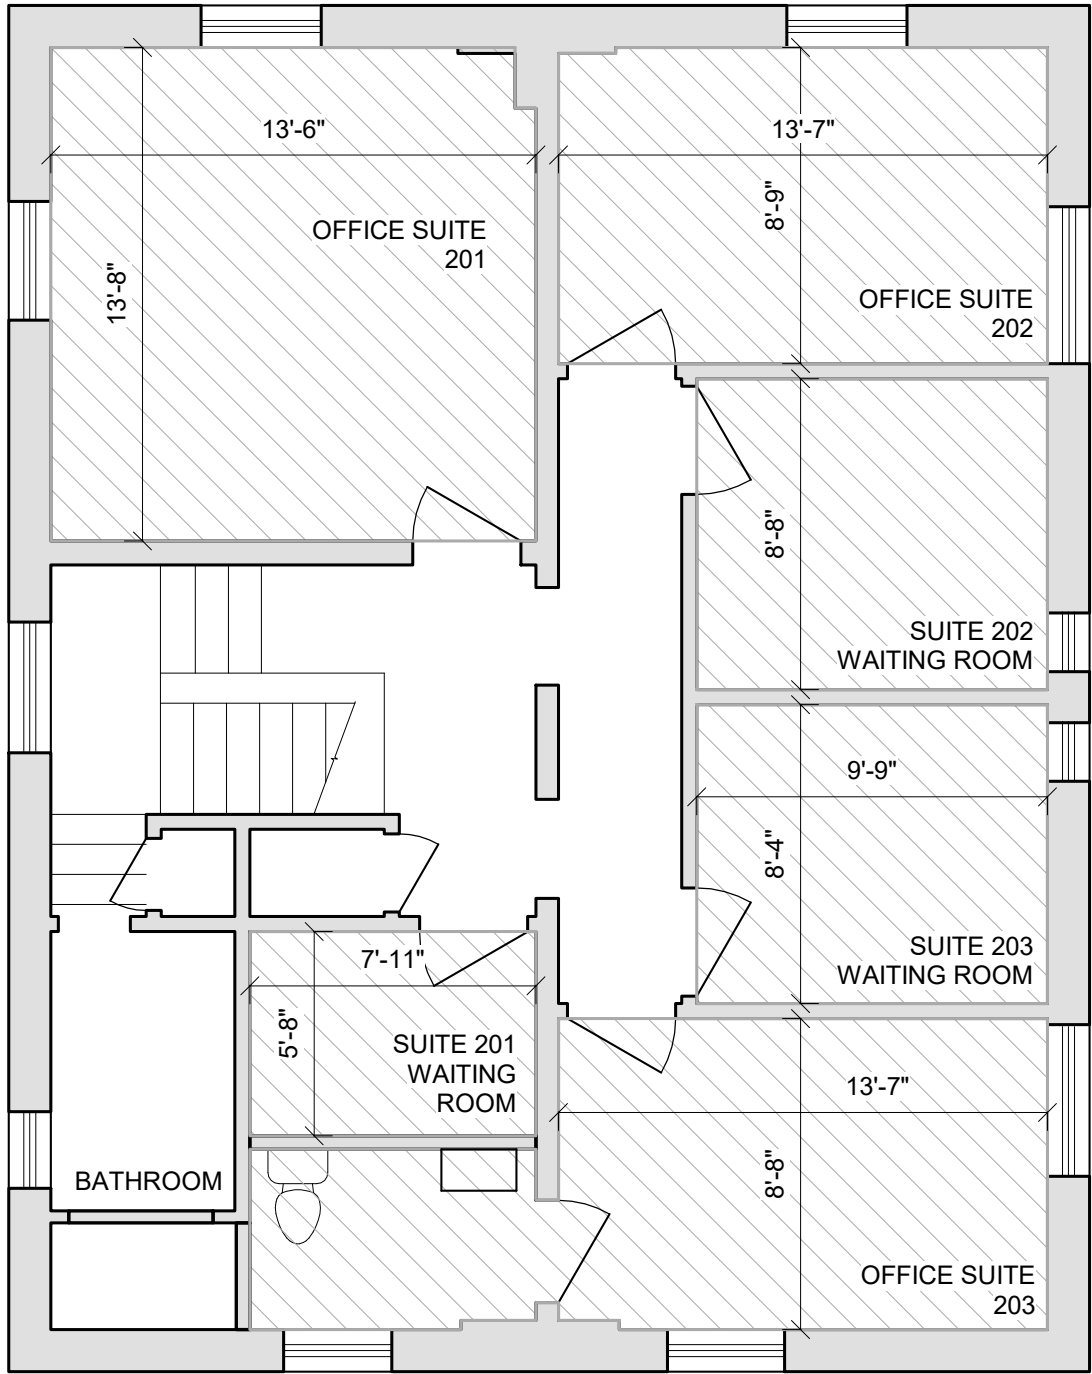 13'-6"
13'-7"
8'-9"
OFFICE SUITE
201
13'-8"
OFFICE SUITE
202
8'-8"
SUITE 202
WAITING ROOM
9'-9"
8'-4"
SUITE 203
WAITING ROOM
7'-11"
5'-8"
SUITE 201
WAITING
ROOM
13'-7"
8'-8"
BATHROOM
OFFICE SUITE
203